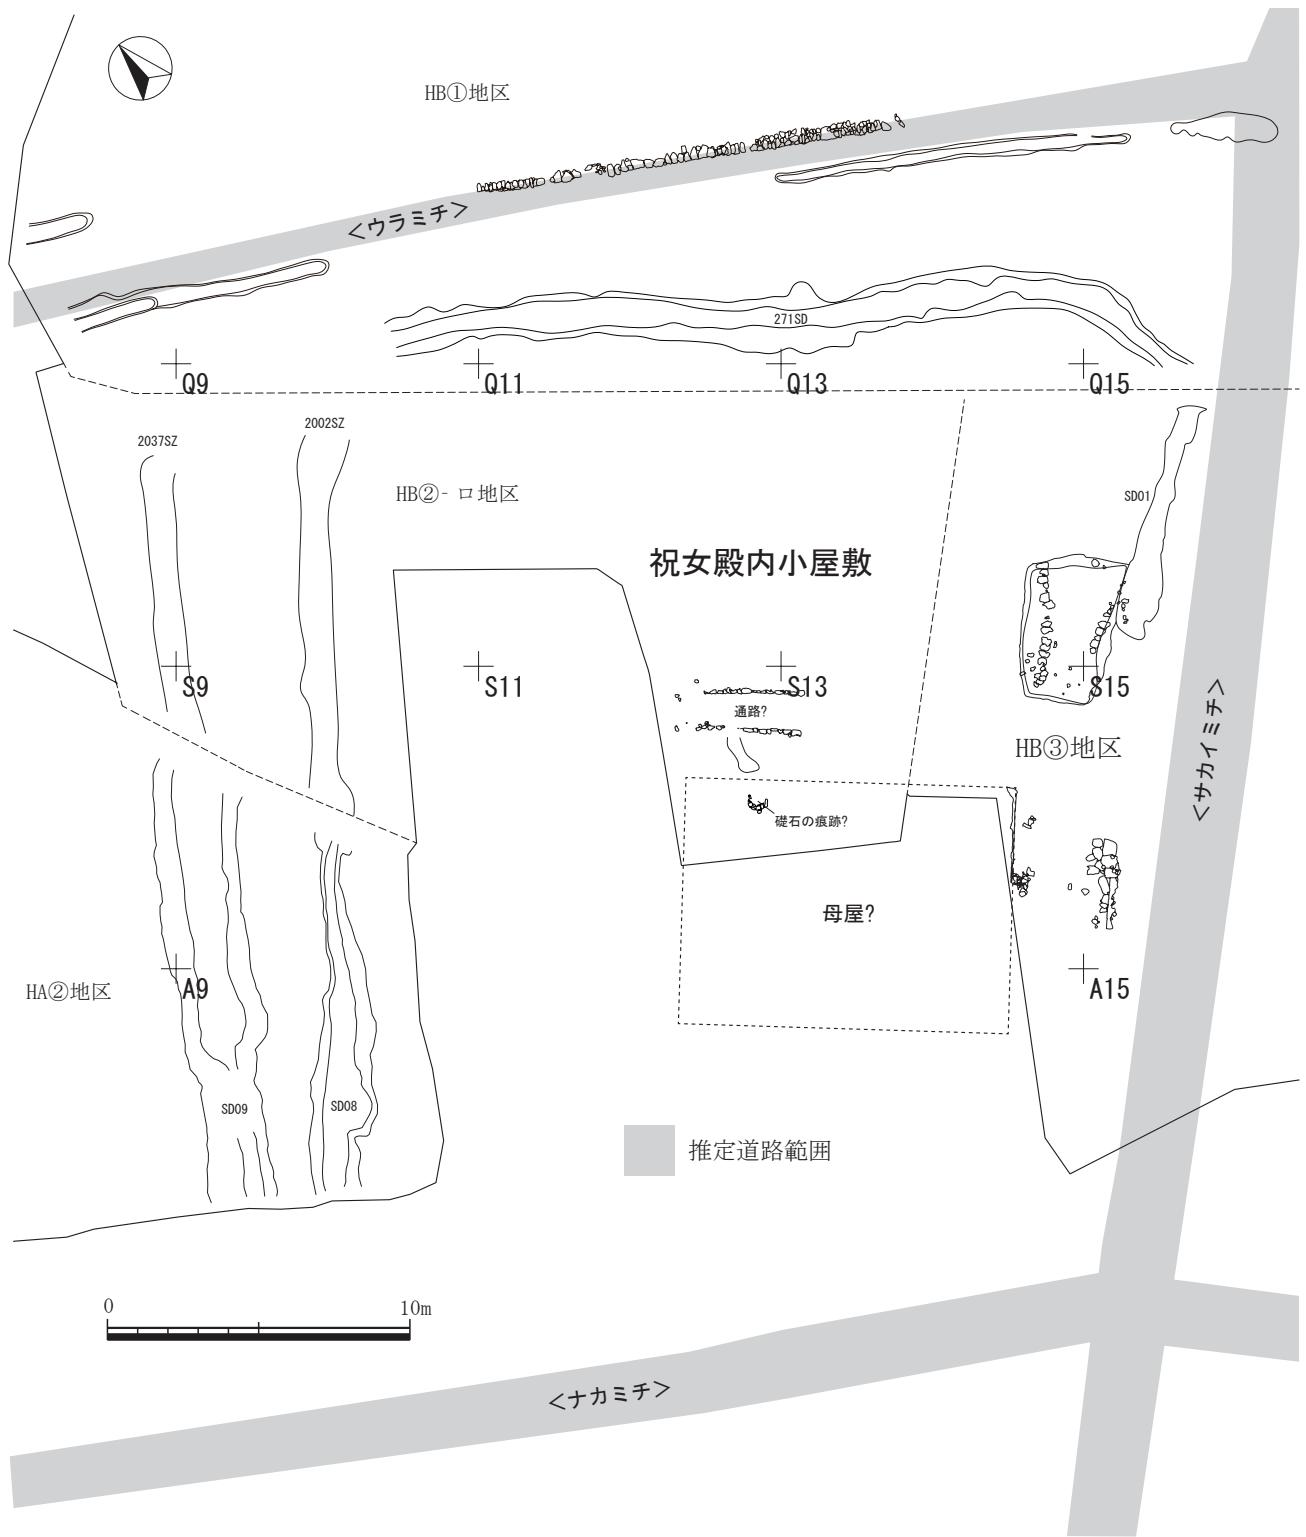 HB①地区
<ウラミチ>
271SD
Q9
Q11
Q13
Q15
2002SZ
2037SZ
HB②-ロ地区
SD01
祝女殿内小屋敷
S9
S11
S13
S15
通路?
<サカイミチ>
HB③地区
礎石の痕跡?
母屋?
HA②地区
A9
A15
SD09
SD08
推定道路範囲
0 10m
<ナカミチ>